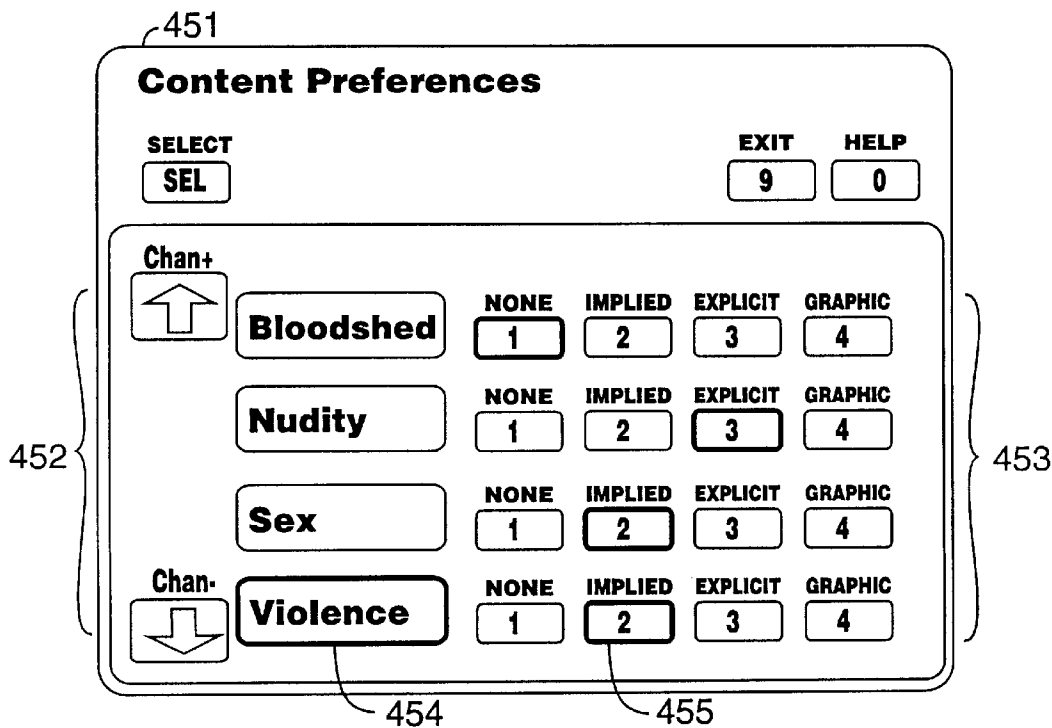 451
Content Preferences
SELECT EXIT HELP
SEL 9 0
Chan+
NONE IMPLIED EXPLICIT GRAPHIC
Bloodshed 1 2 3 4
NONE IMPLIED EXPLICIT GRAPHIC
Nudity 1 2 3 4
452 453
NONE IMPLIED EXPLICIT GRAPHIC
Sex 1 2 3 4
Chan-
NONE IMPLIED EXPLICIT GRAPHIC
Violence 1 2 3 4
454 455